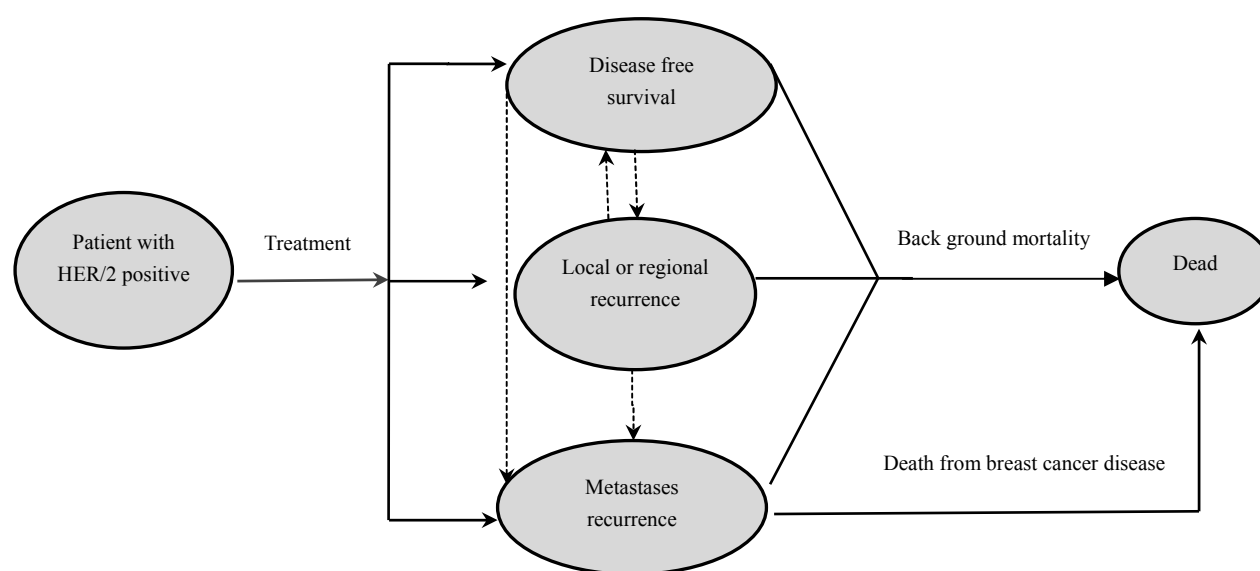 Disease free
survival
Patient with
HER/2 positive
Treatment
Local or regional
recurrence
Back ground mortality
Dead
Metastases
recurrence
Death from breast cancer disease